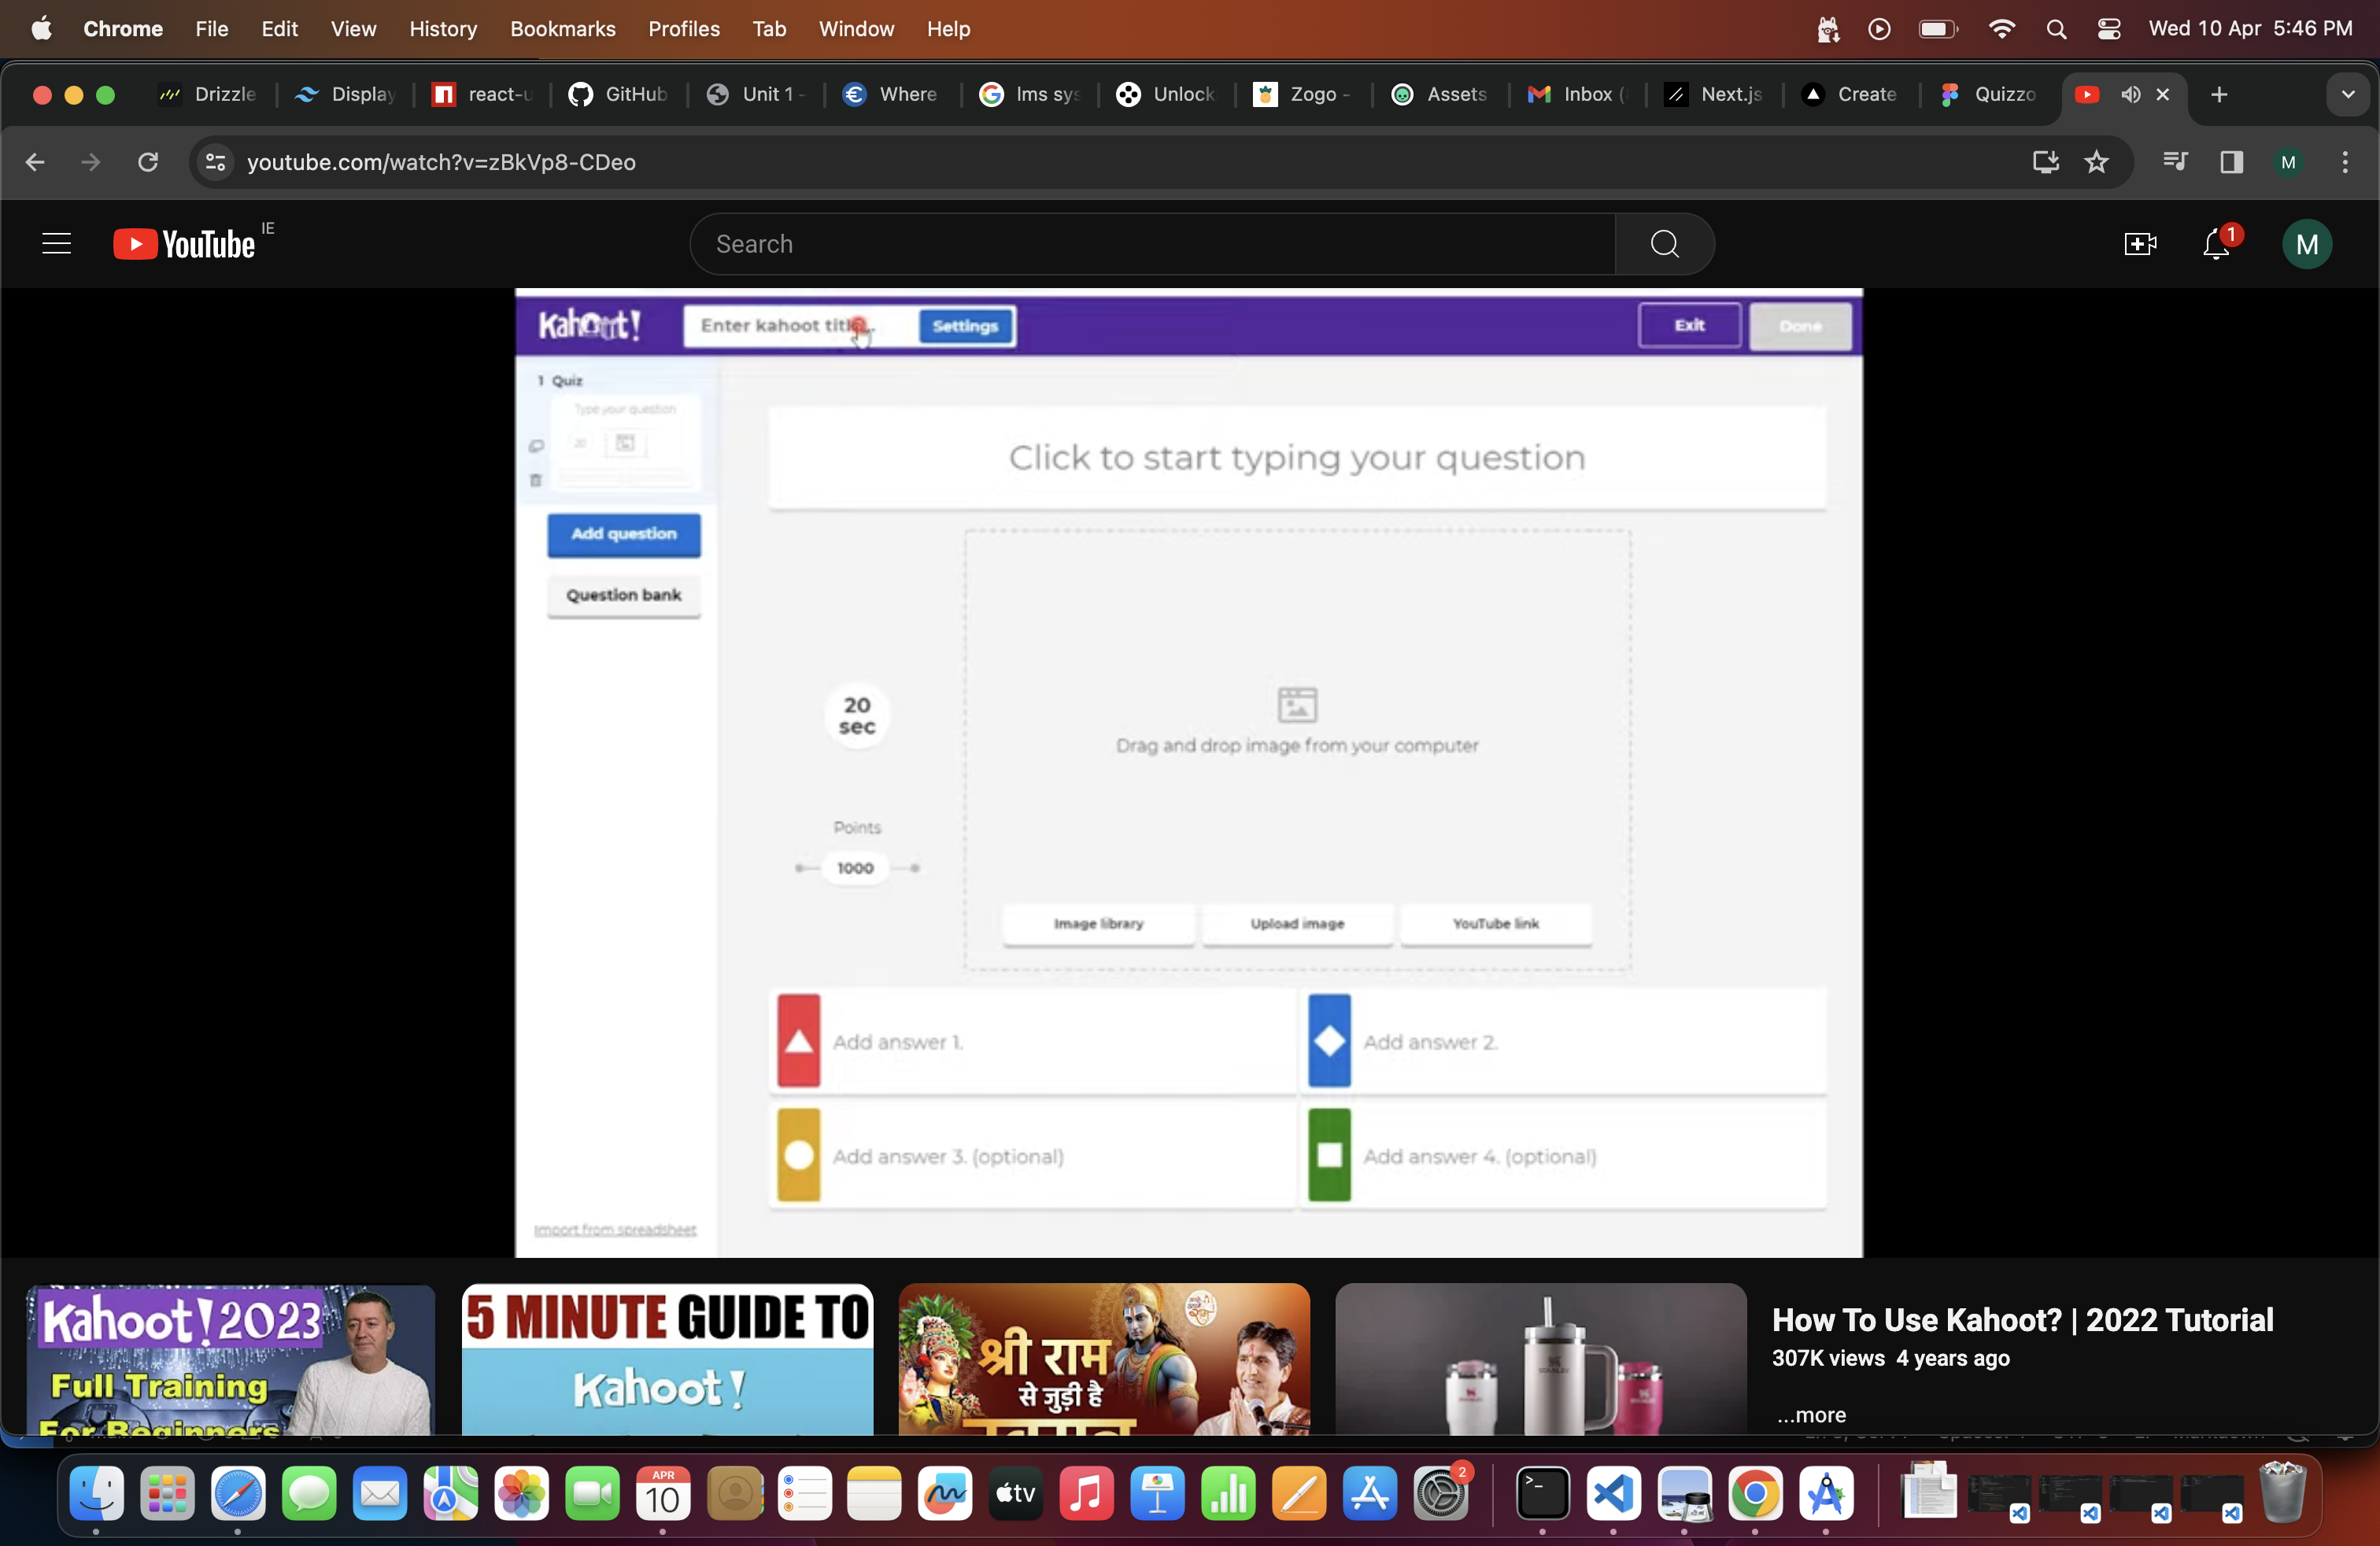 Chrome File Edit View History Bookmarks Profiles Tab Window Help
Wed 10 Apr 5:46 PM
Drizzle Display react-u GitHub Unit 1 - Where lms sys Unlock Zogo - Assets Inbox ( Next.js Create Quizzo
youtube.com/watch?v=zBkVp8-CDeo
M
YouTube IE
Search
1
M
Kahoot!
Enter kahoot title...
Settings
Exit
Done
1 Quiz
Type your question
20
Click to start typing your question
Add question
Question bank
20
sec
Drag and drop image from your computer
Points
1000
Image library
Upload image
YouTube link
Add answer 1.
Add answer 2.
Add answer 3. (optional)
Add answer 4. (optional)
Import from spreadsheet
Kahoot! 2023
Full Training
For Beginners
5 MINUTE GUIDE TO
Kahoot!
श्री राम
से जुड़ी है
How To Use Kahoot? | 2022 Tutorial
307K views 4 years ago
...more
APR
10
tv
2